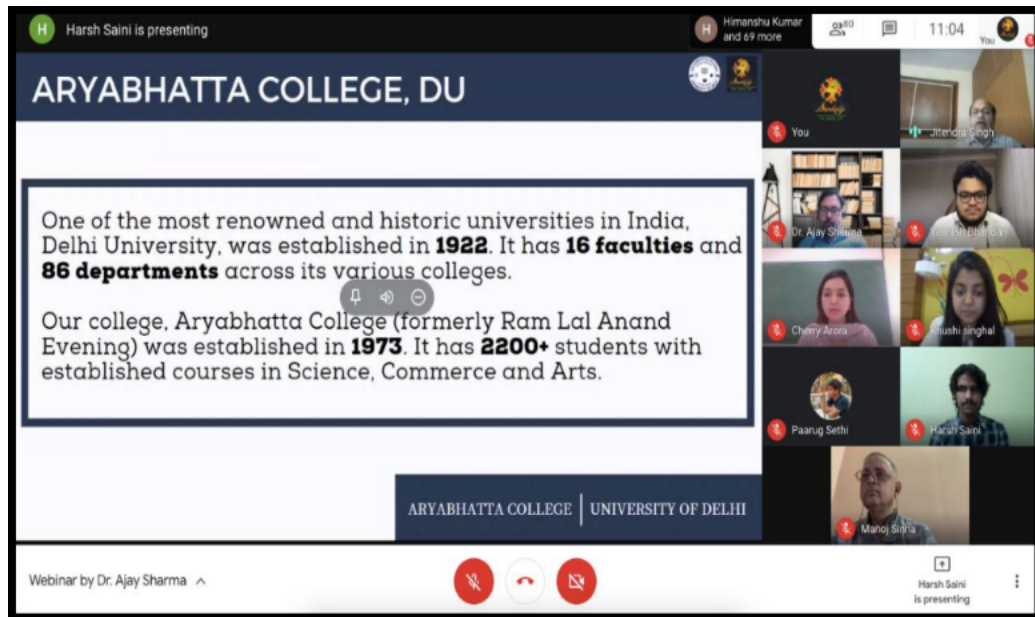 H Harsh Saini is presenting
H Himanshu Kumar
and 69 more
80
11:04
You
ARYABHATTA COLLEGE, DU
One of the most renowned and historic universities in India,
Delhi University, was established in 1922. It has 16 faculties and
86 departments across its various colleges.
Our college, Aryabhatta College (formerly Ram Lal Anand
Evening) was established in 1973. It has 2200+ students with
established courses in Science, Commerce and Arts.
ARYABHATTA COLLEGE | UNIVERSITY OF DELHI
You
Jitendra Singh
Dr. Ajay Sharma
Bhandari
Cherry Arora
Khushi singhal
Paarug Sethi
Harsh Saini
Manoj Sinha
Webinar by Dr. Ajay Sharma
Harsh Saini
is presenting